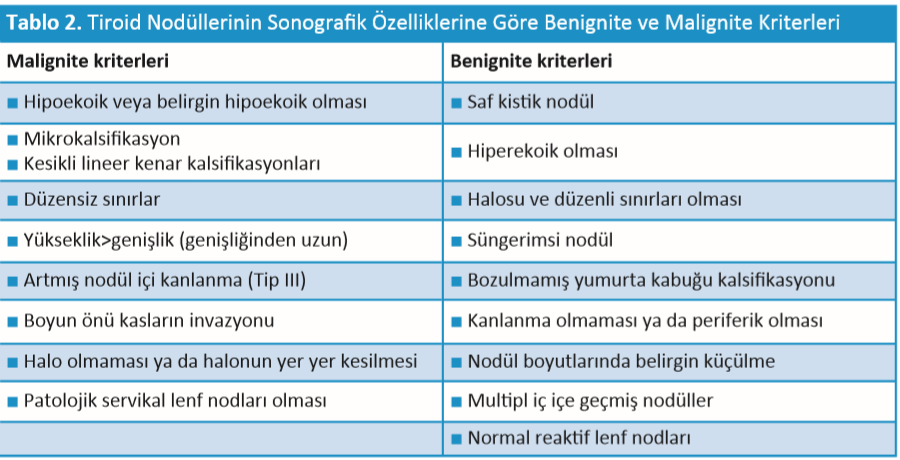 Tablo 2. Tiroid Nodüllerinin Sonografik Özelliklerine Göre Benignite ve Malignite Kriterleri
Malignite kriterleri
Benignite kriterleri
■ Hipoekoik veya belirgin hipoekoik olması
■ Saf kistik nodül
■ Mikrokalsifikasyon
■ Kesikli lineer kenar kalsifikasyonları
■ Hiperekoik olması
■ Düzensiz sınırlar
■ Halosu ve düzenli sınırları olması
■ Yükseklik>genişlik (genişliğinden uzun)
■ Süngerimsi nodül
■ Artmış nodül içi kanlanma (Tip III)
■ Bozulmamış yumurta kabuğu kalsifikasyonu
■ Boyun önü kasların invazyonu
■ Kanlanma olmaması ya da periferik olması
■ Halo olmaması ya da halonun yer yer kesilmesi
■ Nodül boyutlarında belirgin küçülme
■ Patolojik servikal lenf nodları olması
■ Multipl iç içe geçmiş nodüller
■ Normal reaktif lenf nodları